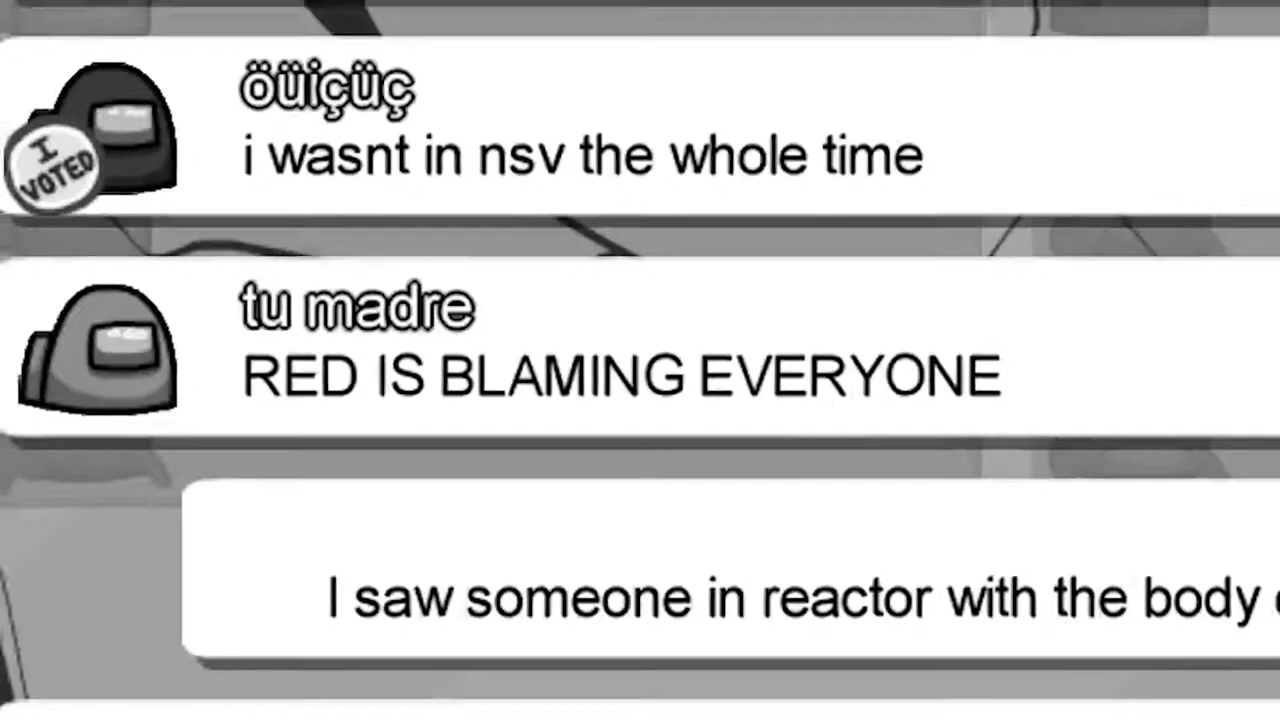 öüiçüç
i wasnt in nsv the whole time
I VOTED
tu madre
RED IS BLAMING EVERYONE
I saw someone in reactor with the body